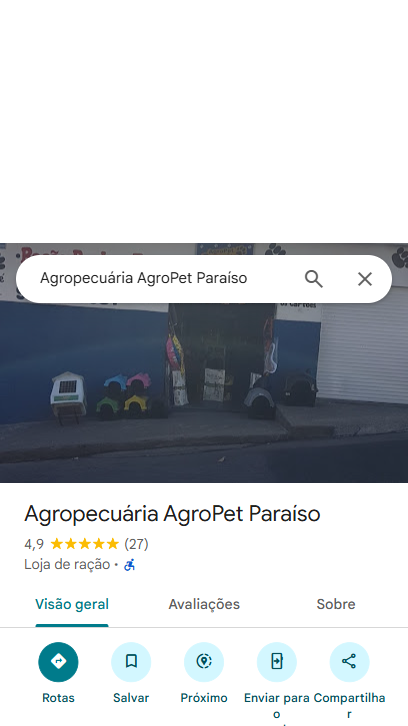 Agropecuária AgroPet Paraíso
Agropecuária AgroPet Paraíso
4,9 (27)
Loja de ração ·
Visão geral Avaliações Sobre
Rotas Salvar Próximo Enviar para o Compartilhar